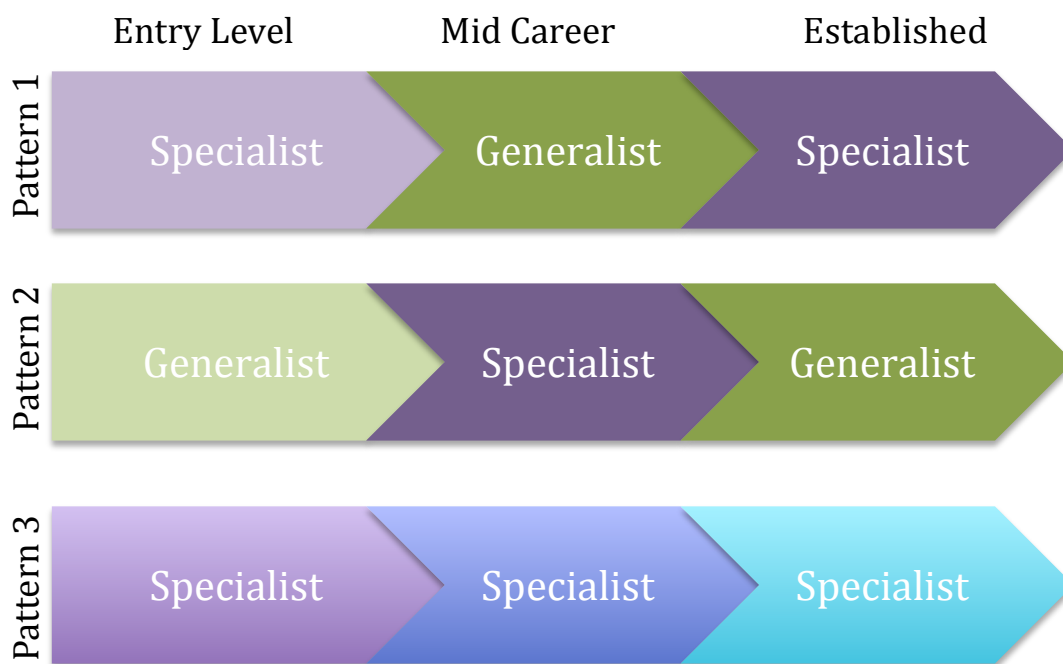 Entry Level Mid Career Established
Pattern 1
Specialist Generalist Specialist
Pattern 2
Generalist Specialist Generalist
Pattern 3
Specialist Specialist Specialist